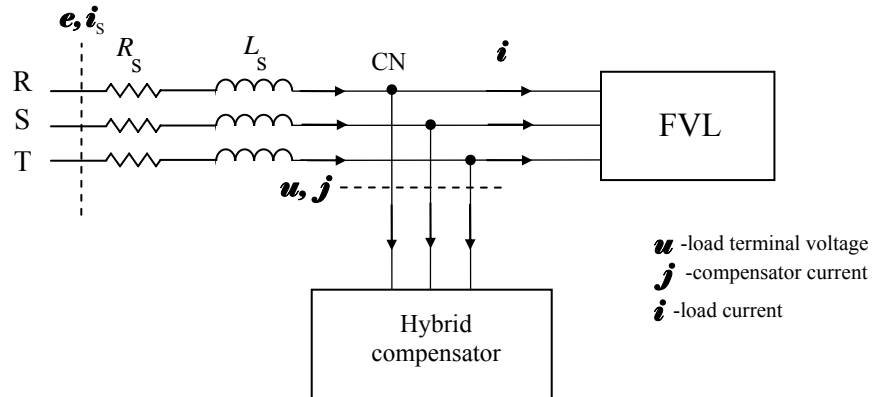 e, i_S
R_S
L_S
CN
i
R
S
T
FVL
u, j
u -load terminal voltage
j -compensator current
i -load current
Hybrid
compensator